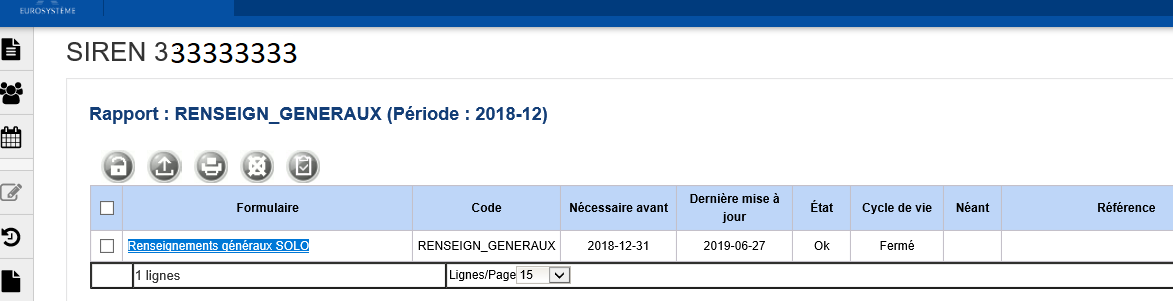 EUROSYSTÈME
SIREN 333333333
Rapport : RENSEIGN_GENERAUX (Période : 2018-12)
Formulaire Code Nécessaire avant Dernière mise à jour État Cycle de vie Néant Référence
Renseignements généraux SOLO RENSEIGN_GENERAUX 2018-12-31 2019-06-27 Ok Fermé
1 lignes Lignes/Page 15